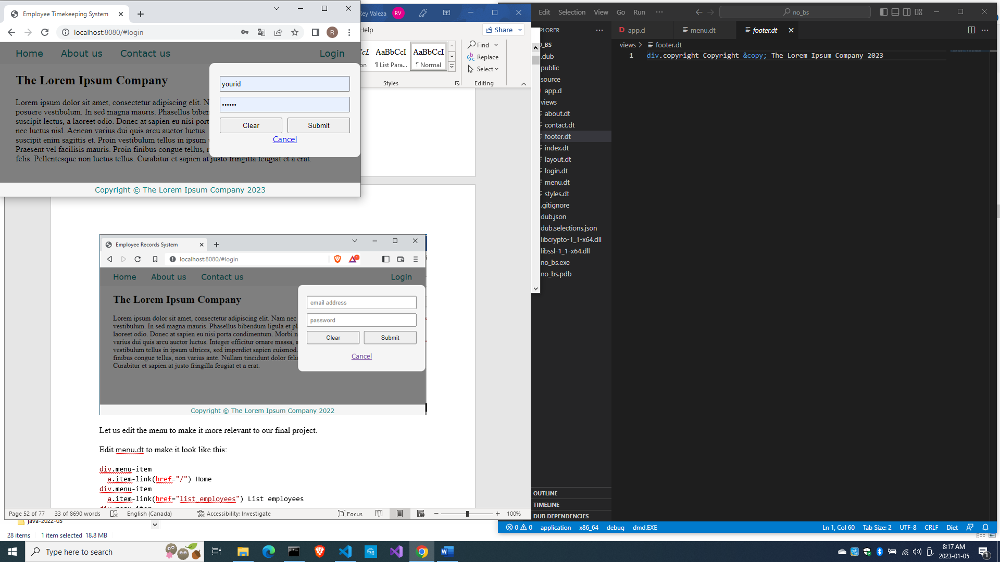 Employee Timekeeping System
localhost:8080/#login
R
Home About us Contact us Login
The Lorem Ipsum Company
Lorem ipsum dolor sit amet, consectetur adipiscing elit. N
posuere vestibulum. In sed magna mauris. Phasellus biben
suscipit lectus, a laoreet odio. Donec at sapien eu nisi port
nec luctus nisl. Aenean varius dui quis arcu auctor luctus.
suscipit enim sagittis et. Proin vestibulum tellus in ipsum
Praesent vel facilisis mauris. Proin finibus congue tellus,
felis. Pellentesque non luctus tellus. Curabitur et sapien at justo fringilla feugiat et a erat.
yourid
••••••
Clear Submit
Cancel
Copyright © The Lorem Ipsum Company 2023
Key Valeza RV
Help
Share
AaBbCcI AaBbCcI
¶ List Para... ¶ Normal
Styles
Find
Replace
Select
Editing
Employee Records System
localhost:8080/#login
1
Home About us Contact us Login
The Lorem Ipsum Company
Lorem ipsum dolor sit amet, consectetur adipiscing elit. Nam nec
vestibulum. In sed magna mauris. Phasellus bibendum ligula et pl
laoreet odio. Donec at sapien eu nisi porta condimentum. Morbi n
varius dui quis arcu auctor luctus. Integer efficitur ornare massa, a
vestibulum tellus in ipsum ultrices, sed imperdiet sapien euismod.
finibus congue tellus, non varius ante. Nullam tincidunt dolor felis
Curabitur et sapien at justo fringilla feugiat et a erat.
email address
password
Clear Submit
Cancel
Copyright © The Lorem Ipsum Company 2022
Let us edit the menu to make it more relevant to our final project.
Edit menu.dt to make it look like this:
div.menu-item
a.item-link(href="/") Home
div.menu-item
a.item-link(href="list_employees") List employees
div.menu-item
Page 52 of 77 33 of 8690 words English (Canada) Accessibility: Investigate Focus 100%
java-2022-03
28 items 1 item selected 18.8 MB
Edit Selection View Go Run ···
no_bs
PLORER ···
O_BS
.dub
public
source
app.d
views
about.dt
contact.dt
footer.dt
index.dt
layout.dt
login.dt
menu.dt
styles.dt
.gitignore
dub.json
dub.selections.json
libcrypto-1_1-x64.dll
libssl-1_1-x64.dll
no_bs.exe
no_bs.pdb
OUTLINE
TIMELINE
DUB DEPENDENCIES
D app.d menu.dt footer.dt
views > footer.dt
1 div.copyright Copyright &copy; The Lorem Ipsum Company 2023
0 0 application x86_64 debug dmd.EXE Ln 1, Col 60 Tab Size: 2 UTF-8 CRLF Diet
Type here to search
8:17 AM
2023-01-05
1